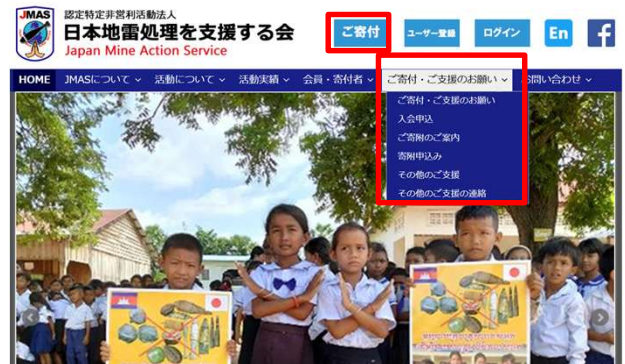 JMAS
認定特定非営利活動法人
日本地雷処理を支援する会
Japan Mine Action Service
ご寄付
ユーザー登録
ログイン
En
f
HOME JMASについて 活動について 活動実績 会員・寄付者 ご寄付・ご支援のお願い お問い合わせ
ご寄付・ご支援のお願い
入会申込
ご寄附のご案内
寄附申込み
その他のご支援
その他のご支援の連絡